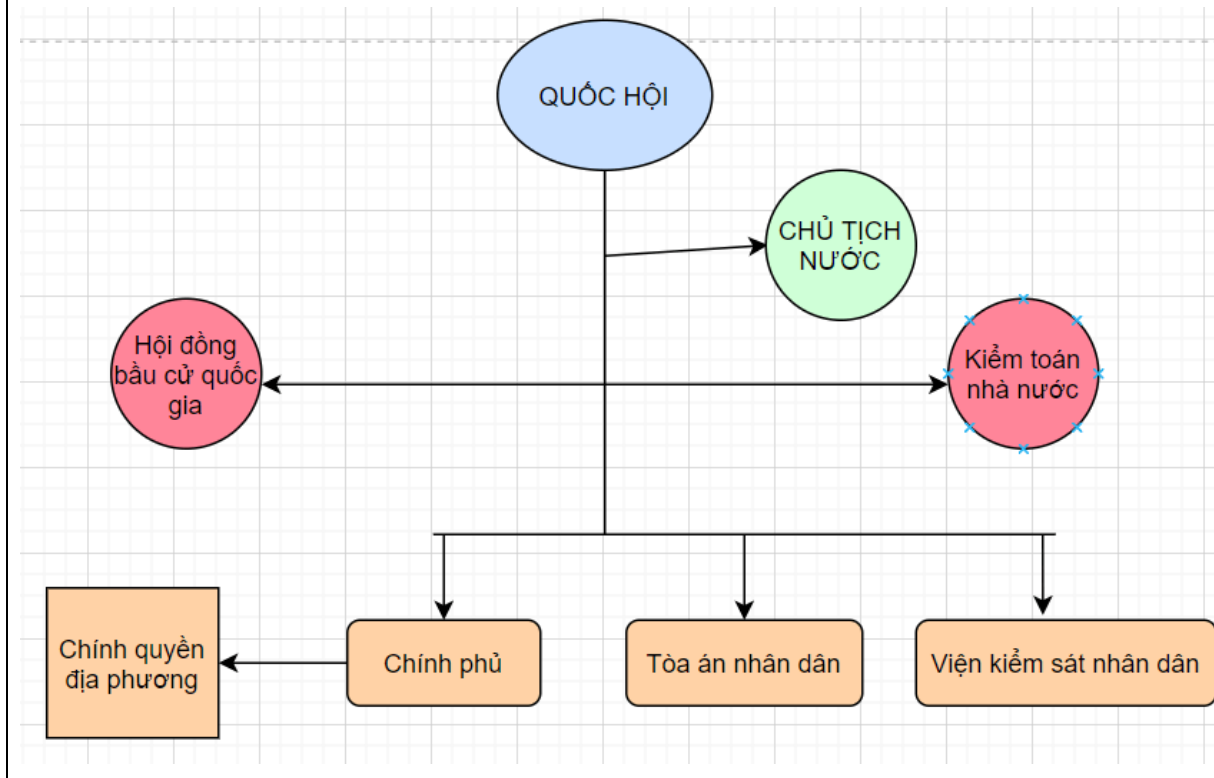 QUỐC HỘI
CHỦ TỊCH
NƯỚC
Hội đồng
bầu cử quốc
gia
Kiểm toán
nhà nước
Chính quyền
địa phương
Chính phủ
Tòa án nhân dân
Viện kiểm sát nhân dân